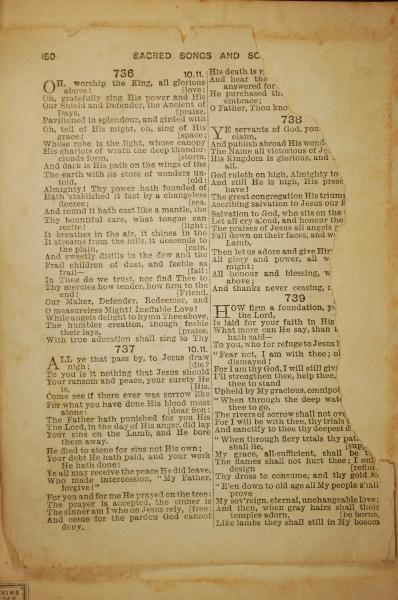 150 SACRED SONGS AND SO
736 10.11.
OH, worship the King, all glorious
above! [love:
Oh, gratefully sing His power and His
Our Shield and Defender, the Ancient of
Days, [praise.
Pavilioned in splendour, and girded with
Oh, tell of His might, oh, sing of His
grace! [space;
Whose robe is the light, whose canopy
His chariots of wrath the deep thunder-
clouds form, [storm.
And dark is His path on the wings of the
The earth with its store of wonders un-
told, [old:
Almighty! Thy power hath founded of
Hath stablished it fast by a changeless
decree; [sea.
And round it hath cast like a mantle, the
Thy bountiful care, what tongue can
recite! [light;
It breathes in the air, it shines in the
It streams from the hills, it descends to
the plain, [rain.
And sweetly distils in the dew and the
Frail children of dust, and feeble as
frail— [fail:
In Thee do we trust, nor find Thee to
Thy mercies how tender, how firm to the
end! [Friend.
Our Maker, Defender, Redeemer, and
O measureless Might! Ineffable Love!
While angels delight to hymn Thee above,
The humbler creation, though feeble
their lays, [praise.
With true adoration shall sing to Thy
737 10.11.
ALL ye that pass by, to Jesus draw
nigh: [die?
To you is it nothing that Jesus should
Your ransom and peace, your surety He
is, [His.
Come see if there ever was sorrow like
For what you have done His blood must
atone: [dear Son:
The Father hath punished for you His
The Lord, in the day of His anger, did lay
Your sins on the Lamb, and He bore
them away.
He died to atone for sins not His own;
Your debt He hath paid, and your work
He hath done:
Ye all may receive the peace He did leave,
Who made intercession, "My Father,
forgive!"
For you and for me He prayed on the tree:
The prayer is accepted, the sinner is
The sinner am I who on Jesus rely, [free:
And come for the pardon God cannot
deny.
His death is
And hear the
answered for
He purchased th
embrace;
O Father, Thou kno
738
YE servants of God, you
claim,
And publish abroad His wond
The Name all victorious of Je
His Kingdom is glorious, and
all.
God ruleth on high, Almighty to
And still He is nigh, His prese
have!
The great congregation His triump
Ascribing salvation to Jesus our K
Salvation to God, who sits on the t
Let all cry aloud, and honour the
The praises of Jesus all angels p
Fall down on their faces, and w
Lamb.
Then let us adore and give Him
All glory and power, all w
might;
All honour and blessing, w
above;
And thanks never ceasing,
739
HOW firm a foundation, y
the Lord,
Is laid for your faith in His
What more can He say, than t
hath said—
To you, who for refuge to Jesus h
"Fear not, I am with thee; o
dismayed!
For I am thy God, I will still giv
I'll strengthen thee, help thee,
thee to stand
Upheld by My gracious, omnipot
"When through the deep wate
thee to go,
The rivers of sorrow shall not ove
For I will be with thee, thy trials t
And sanctify to thee thy deepest d
"When through fiery trials thy pat
shall lie, [sup
My grace, all-sufficient, shall be t
The flames shall not hurt thee; I onl
design [refine
Thy dross to consume, and thy gold to
"E'en down to old age all My people shall
prove
My sov'reign, eternal, unchangeable love;
And then, when gray hairs shall their
temples adorn, [be borne,
Like lambs they shall still in My bosom
KINS